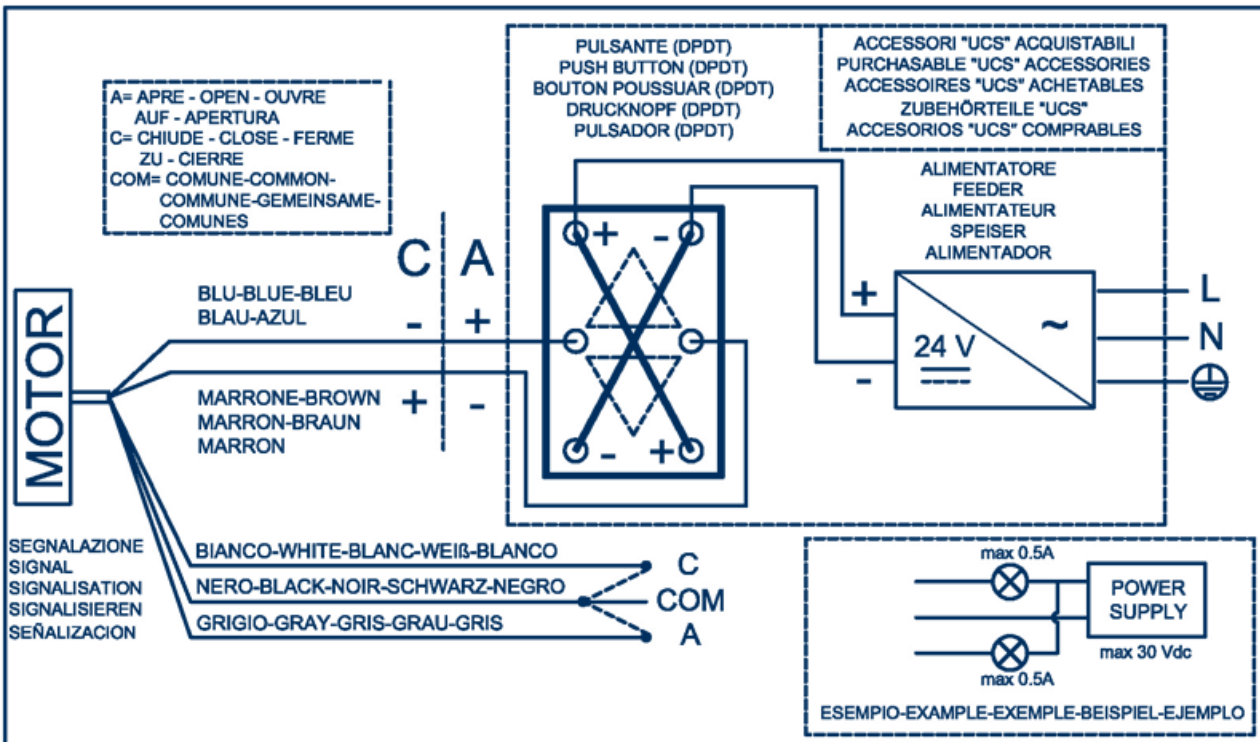 A= APRE - OPEN - OUVRE
AUF - APERTURA
C= CHIUDE - CLOSE - FERME
ZU - CIERRE
COM= COMUNE-COMMON-
COMMUNE-GEMEINSAME-
COMUNES
PULSANTE (DPDT)
PUSH BUTTON (DPDT)
BOUTON POUSSUAR (DPDT)
DRUCKNOPF (DPDT)
PULSADOR (DPDT)
ACCESSORI "UCS" ACQUISTABILI
PURCHASABLE "UCS" ACCESSORIES
ACCESSOIRES "UCS" ACHETABLES
ZUBEHÖRTEILE "UCS"
ACCESORIOS "UCS" COMPRABLES
ALIMENTATORE
FEEDER
ALIMENTATEUR
SPEISER
ALIMENTADOR
C A
- +
+ -
+ -
- +
+
-
24 V
~
L
N
MOTOR
BLU-BLUE-BLEU
BLAU-AZUL
MARRONE-BROWN
MARRON-BRAUN
MARRON
SEGNALAZIONE
SIGNAL
SIGNALISATION
SIGNALISIEREN
SEÑALIZACION
BIANCO-WHITE-BLANC-WEIß-BLANCO
NERO-BLACK-NOIR-SCHWARZ-NEGRO
GRIGIO-GRAY-GRIS-GRAU-GRIS
C
COM
A
max 0.5A
POWER
SUPPLY
max 30 Vdc
max 0.5A
ESEMPIO-EXAMPLE-EXEMPLE-BEISPIEL-EJEMPLO